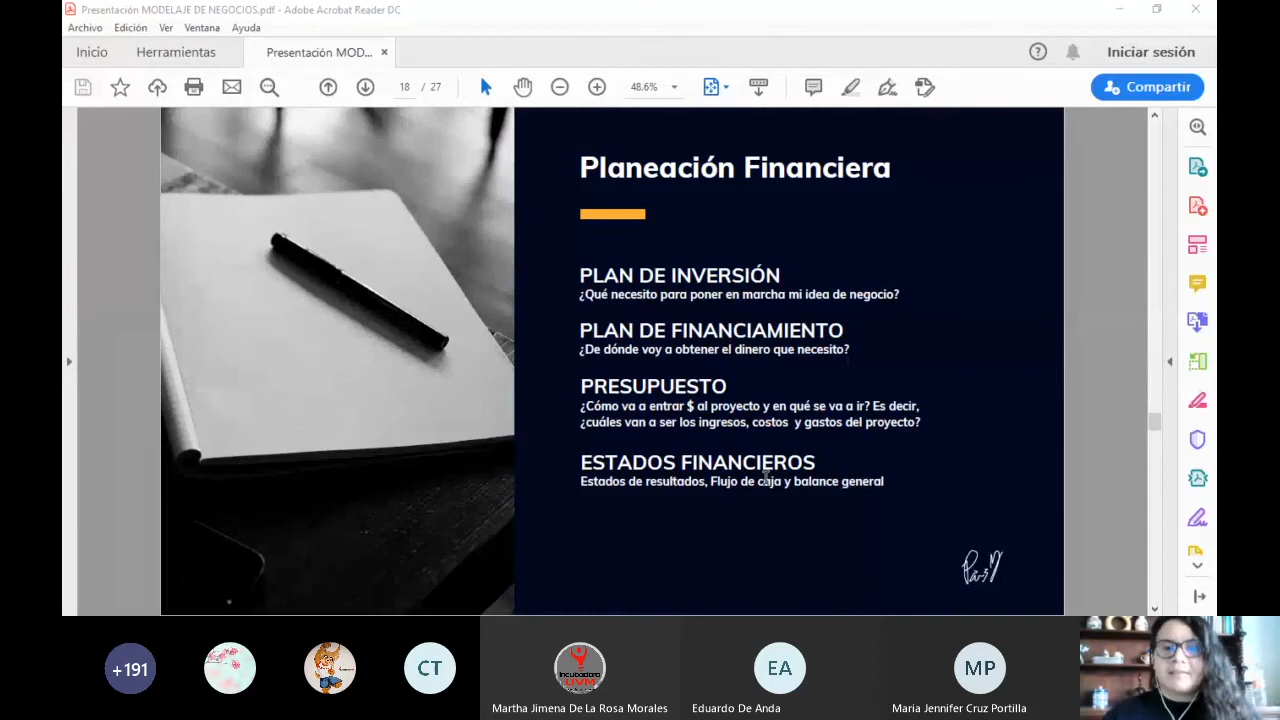 Presentación MODELAJE DE NEGOCIOS.pdf - Adobe Acrobat Reader DC
Archivo Edición Ver Ventana Ayuda
Inicio Herramientas Presentación MOD... × Iniciar sesión
18 / 27 48.6% Compartir
Planeación Financiera
PLAN DE INVERSIÓN
¿Qué necesito para poner en marcha mi idea de negocio?
PLAN DE FINANCIAMIENTO
¿De dónde voy a obtener el dinero que necesito?
PRESUPUESTO
¿Cómo va a entrar $ al proyecto y en qué se va a ir? Es decir,
¿cuáles van a ser los ingresos, costos y gastos del proyecto?
ESTADOS FINANCIEROS
Estados de resultados, Flujo de caja y balance general
+191 CT EA MP
Incubadora
UVM
Martha Jimena De La Rosa Morales Eduardo De Anda Maria Jennifer Cruz Portilla